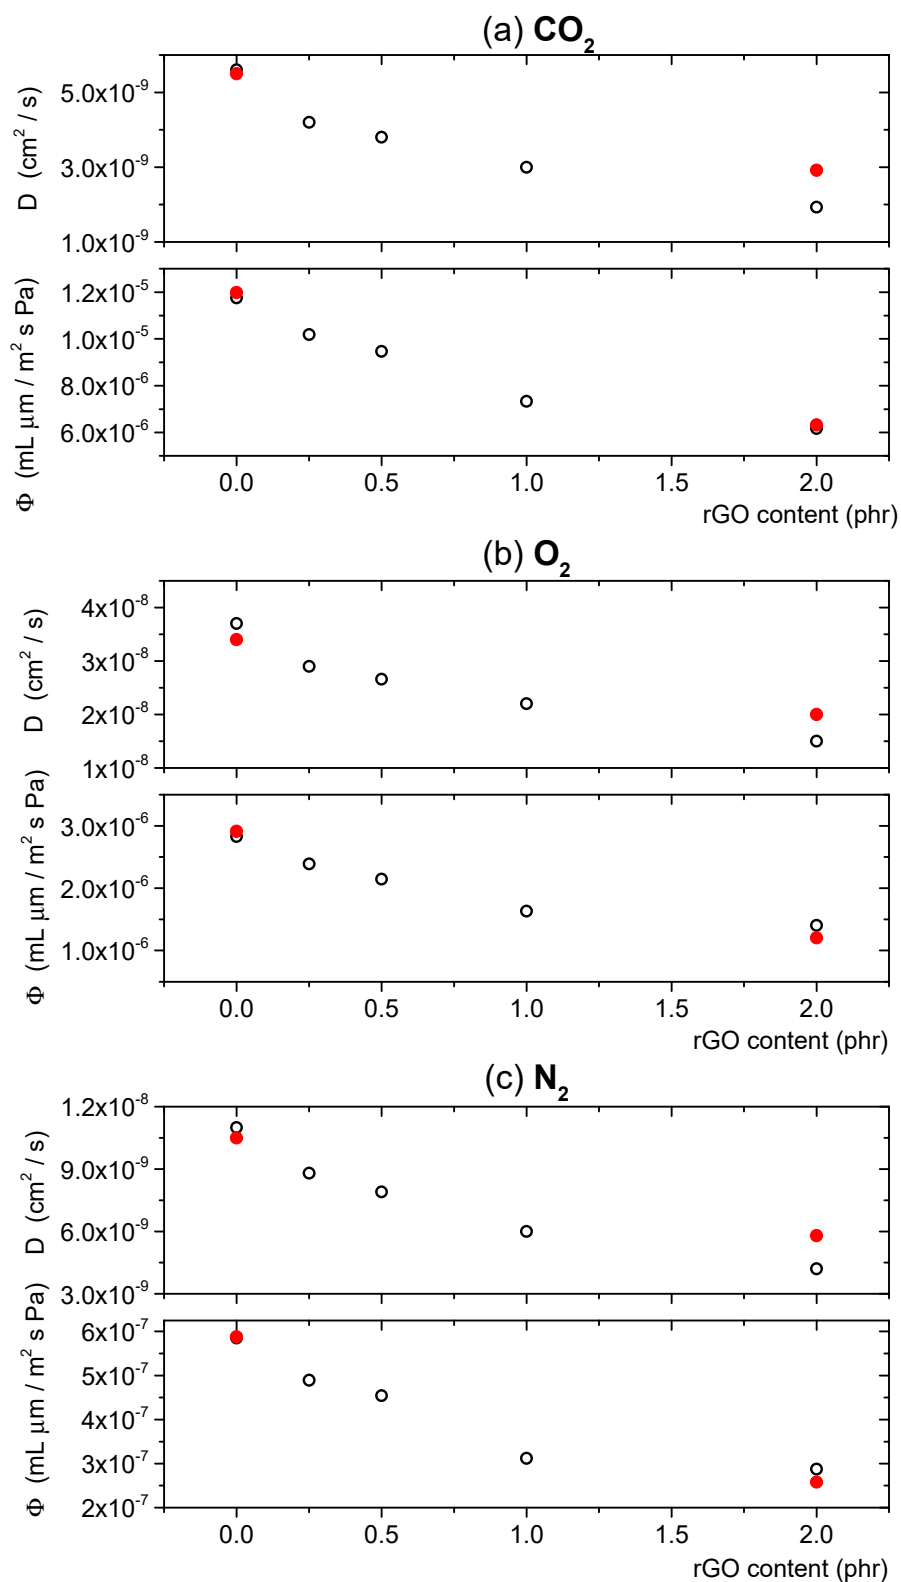 (a) CO₂
D (cm² / s)
5.0x10⁻⁹
3.0x10⁻⁹
1.0x10⁻⁹
Φ (mL μm / m² s Pa)
1.2x10⁻⁵
1.0x10⁻⁵
8.0x10⁻⁶
6.0x10⁻⁶
0.0 0.5 1.0 1.5 2.0
rGO content (phr)
(b) O₂
D (cm² / s)
4x10⁻⁸
3x10⁻⁸
2x10⁻⁸
1x10⁻⁸
Φ (mL μm / m² s Pa)
3.0x10⁻⁶
2.0x10⁻⁶
1.0x10⁻⁶
0.0 0.5 1.0 1.5 2.0
rGO content (phr)
(c) N₂
D (cm² / s)
1.2x10⁻⁸
9.0x10⁻⁹
6.0x10⁻⁹
3.0x10⁻⁹
Φ (mL μm / m² s Pa)
6x10⁻⁷
5x10⁻⁷
4x10⁻⁷
3x10⁻⁷
2x10⁻⁷
0.0 0.5 1.0 1.5 2.0
rGO content (phr)